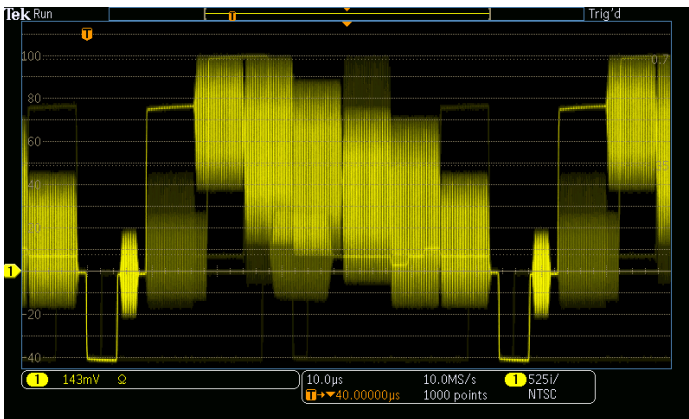 Tek Run Trig'd
T
T
100
80
60
40
20
1
-20
-40
0.7
1 143mV Ω
10.0µs 10.0MS/s 1 525i/
T→▼40.00000µs 1000 points NTSC